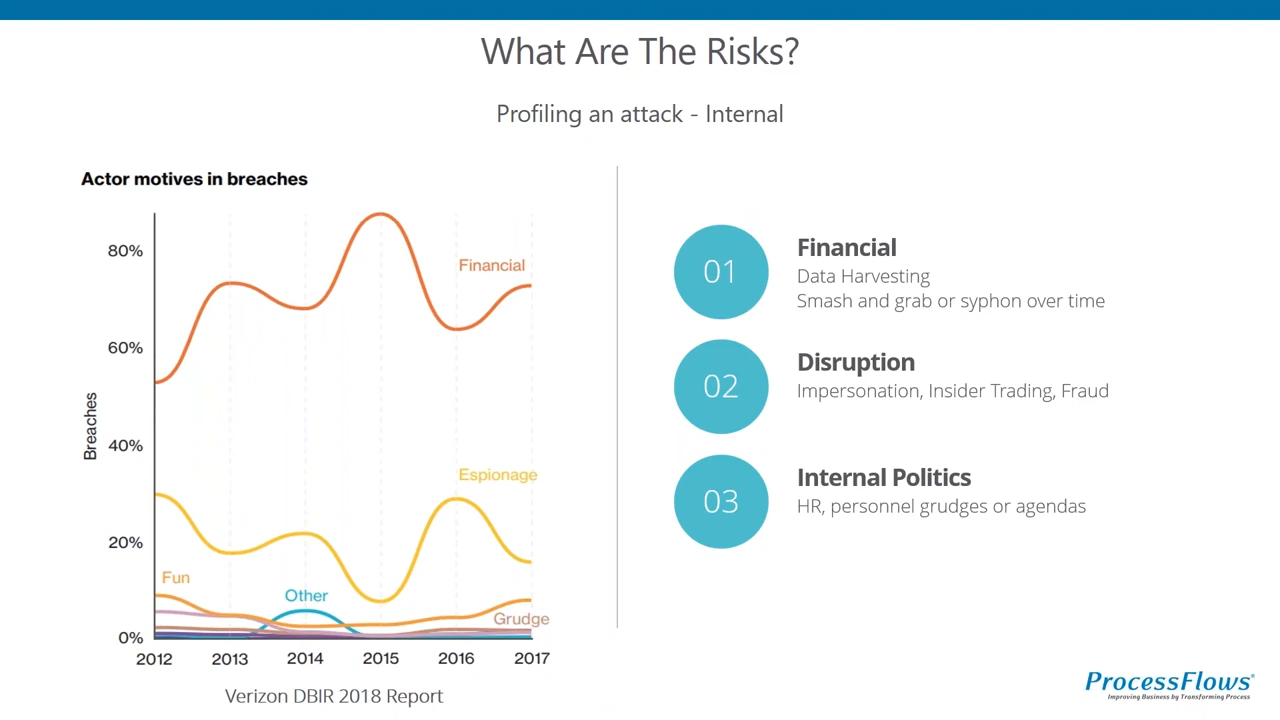 What Are The Risks?
Profiling an attack - Internal
Actor motives in breaches
80%
60%
40%
20%
0%
Breaches
Financial
Espionage
Fun
Other
Grudge
2012 2013 2014 2015 2016 2017
Verizon DBIR 2018 Report
01
Financial
Data Harvesting
Smash and grab or syphon over time
02
Disruption
Impersonation, Insider Trading, Fraud
03
Internal Politics
HR, personnel grudges or agendas
ProcessFlows®
Improving Business by Transforming Process